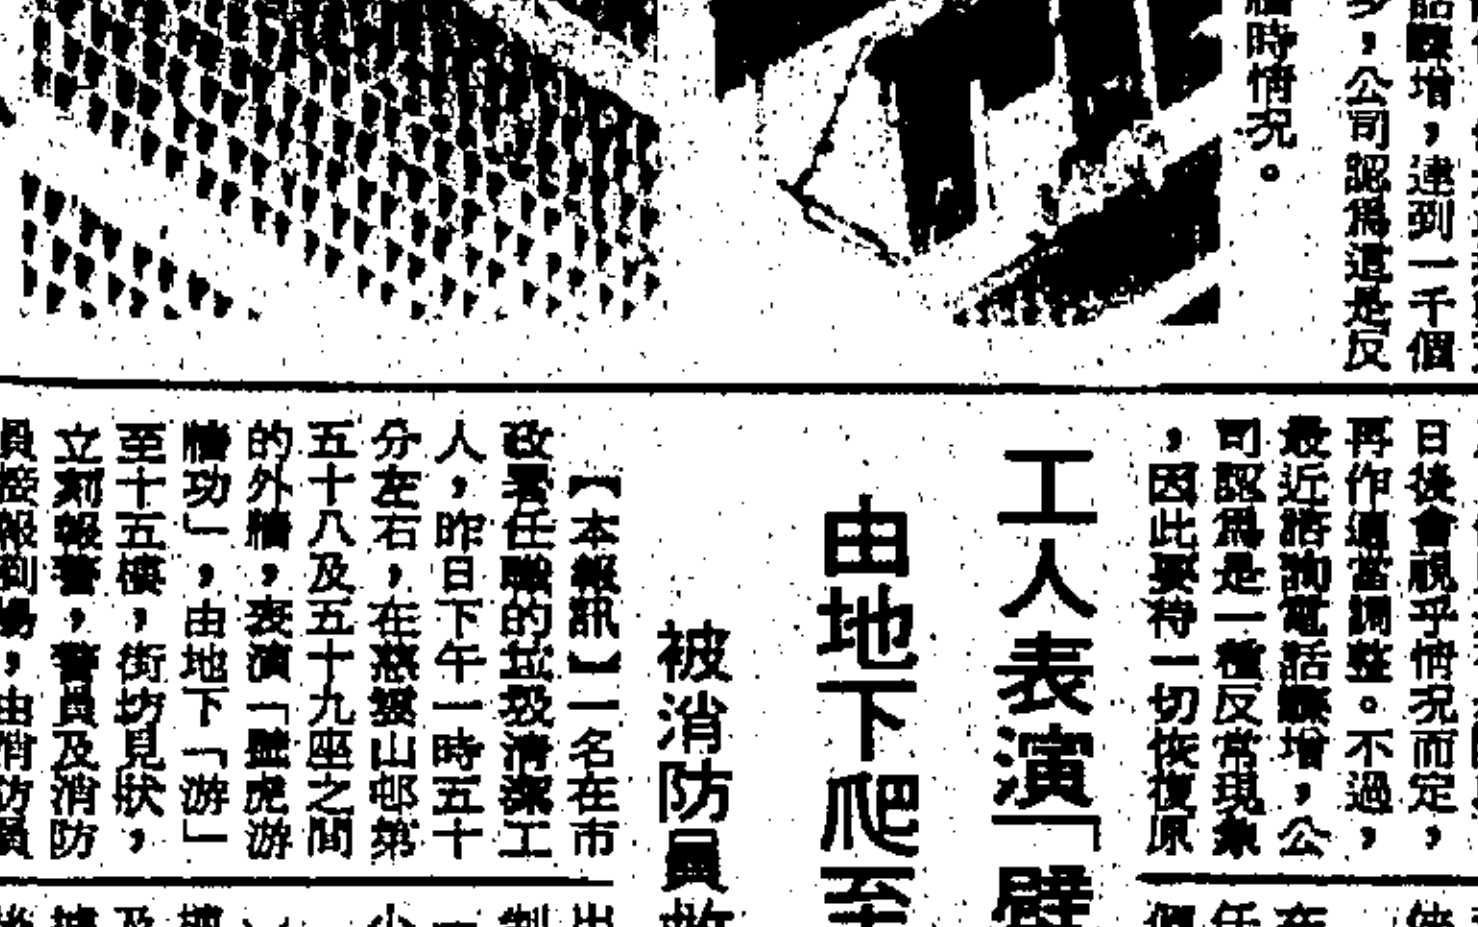 話驟增，達到一千個
多，公司認為這是反
牆時情况。
日後會視乎情况而定，
再作適當調整。不過，
最近諮詢電話驟增，公
司認爲是一種反常現象
，因此要待一切恢復原
工人表演「壁
由地下爬至
被消防員救
【本報訊】一名在市
政署任職的垃圾清潔工
人，昨日下午一時五十
分左右，在慈雲山邨第
五十八及五十九座之間
的外牆，表演「壁虎游
牆功」，由地下「游」
至十五樓，街坊見狀，
立刻報警，警員及消防
員接報到場，由消防員